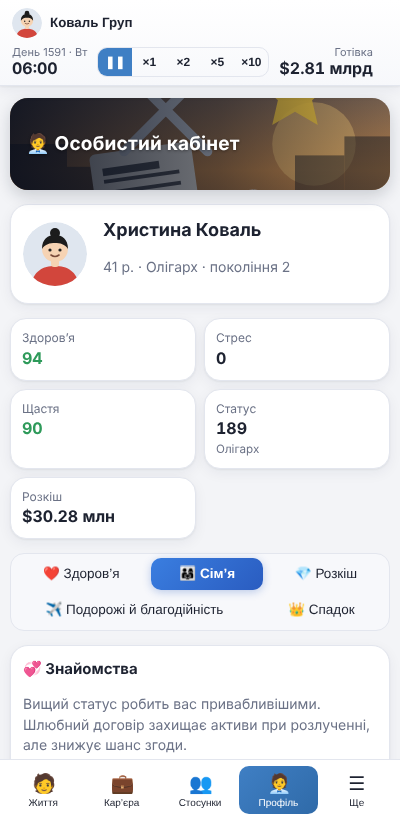 Коваль Груп
День 1591 · Вт
06:00
❚❚ ×1 ×2 ×5 ×10
Готівка
$2.81 млрд
🧑‍💼 Особистий кабінет
Христина Коваль
41 р. · Олігарх · покоління 2
Здоров’я
94
Стрес
0
Щастя
90
Статус
189
Олігарх
Розкіш
$30.28 млн
❤️ Здоров’я 👨‍👩‍👧 Сім’я 💎 Розкіш
✈️ Подорожі й благодійність 👑 Спадок
💞 Знайомства
Вищий статус робить вас привабливішими.
Шлюбний договір захищає активи при розлученні,
але знижує шанс згоди.
Життя Кар’єра Стосунки Профіль Ще